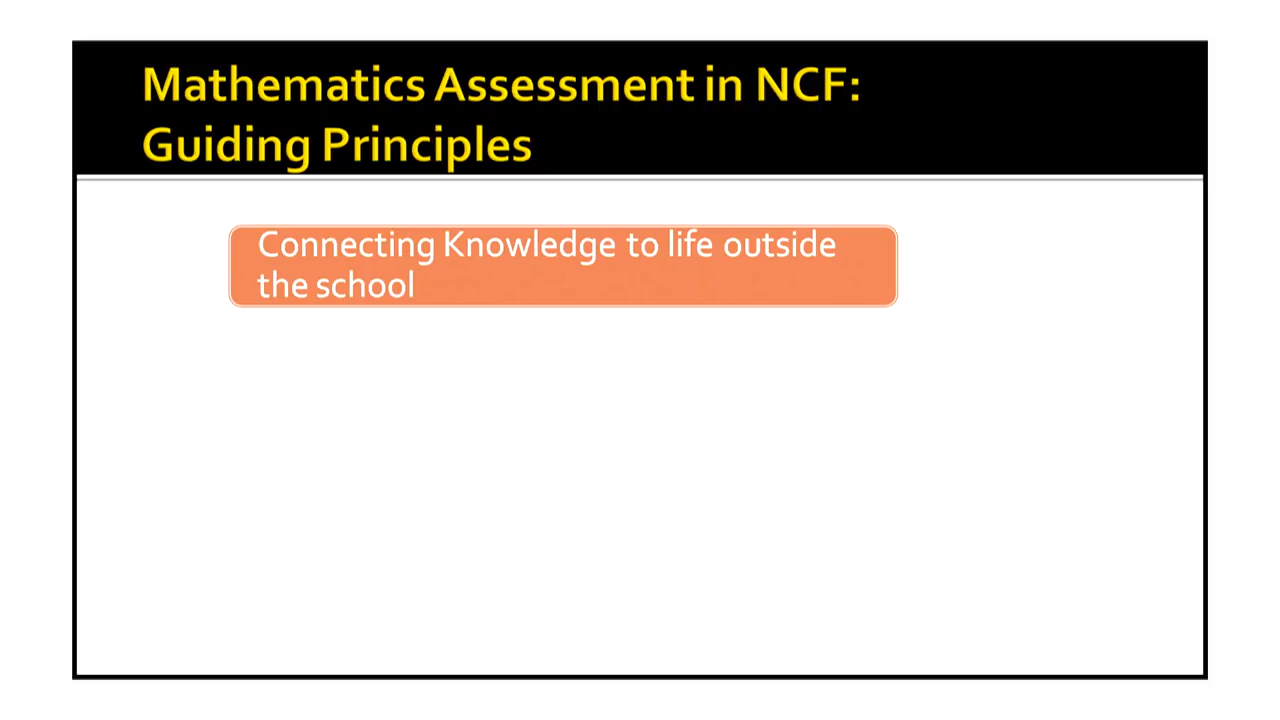 Mathematics Assessment in NCF:
Guiding Principles
Connecting Knowledge to life outside
the school